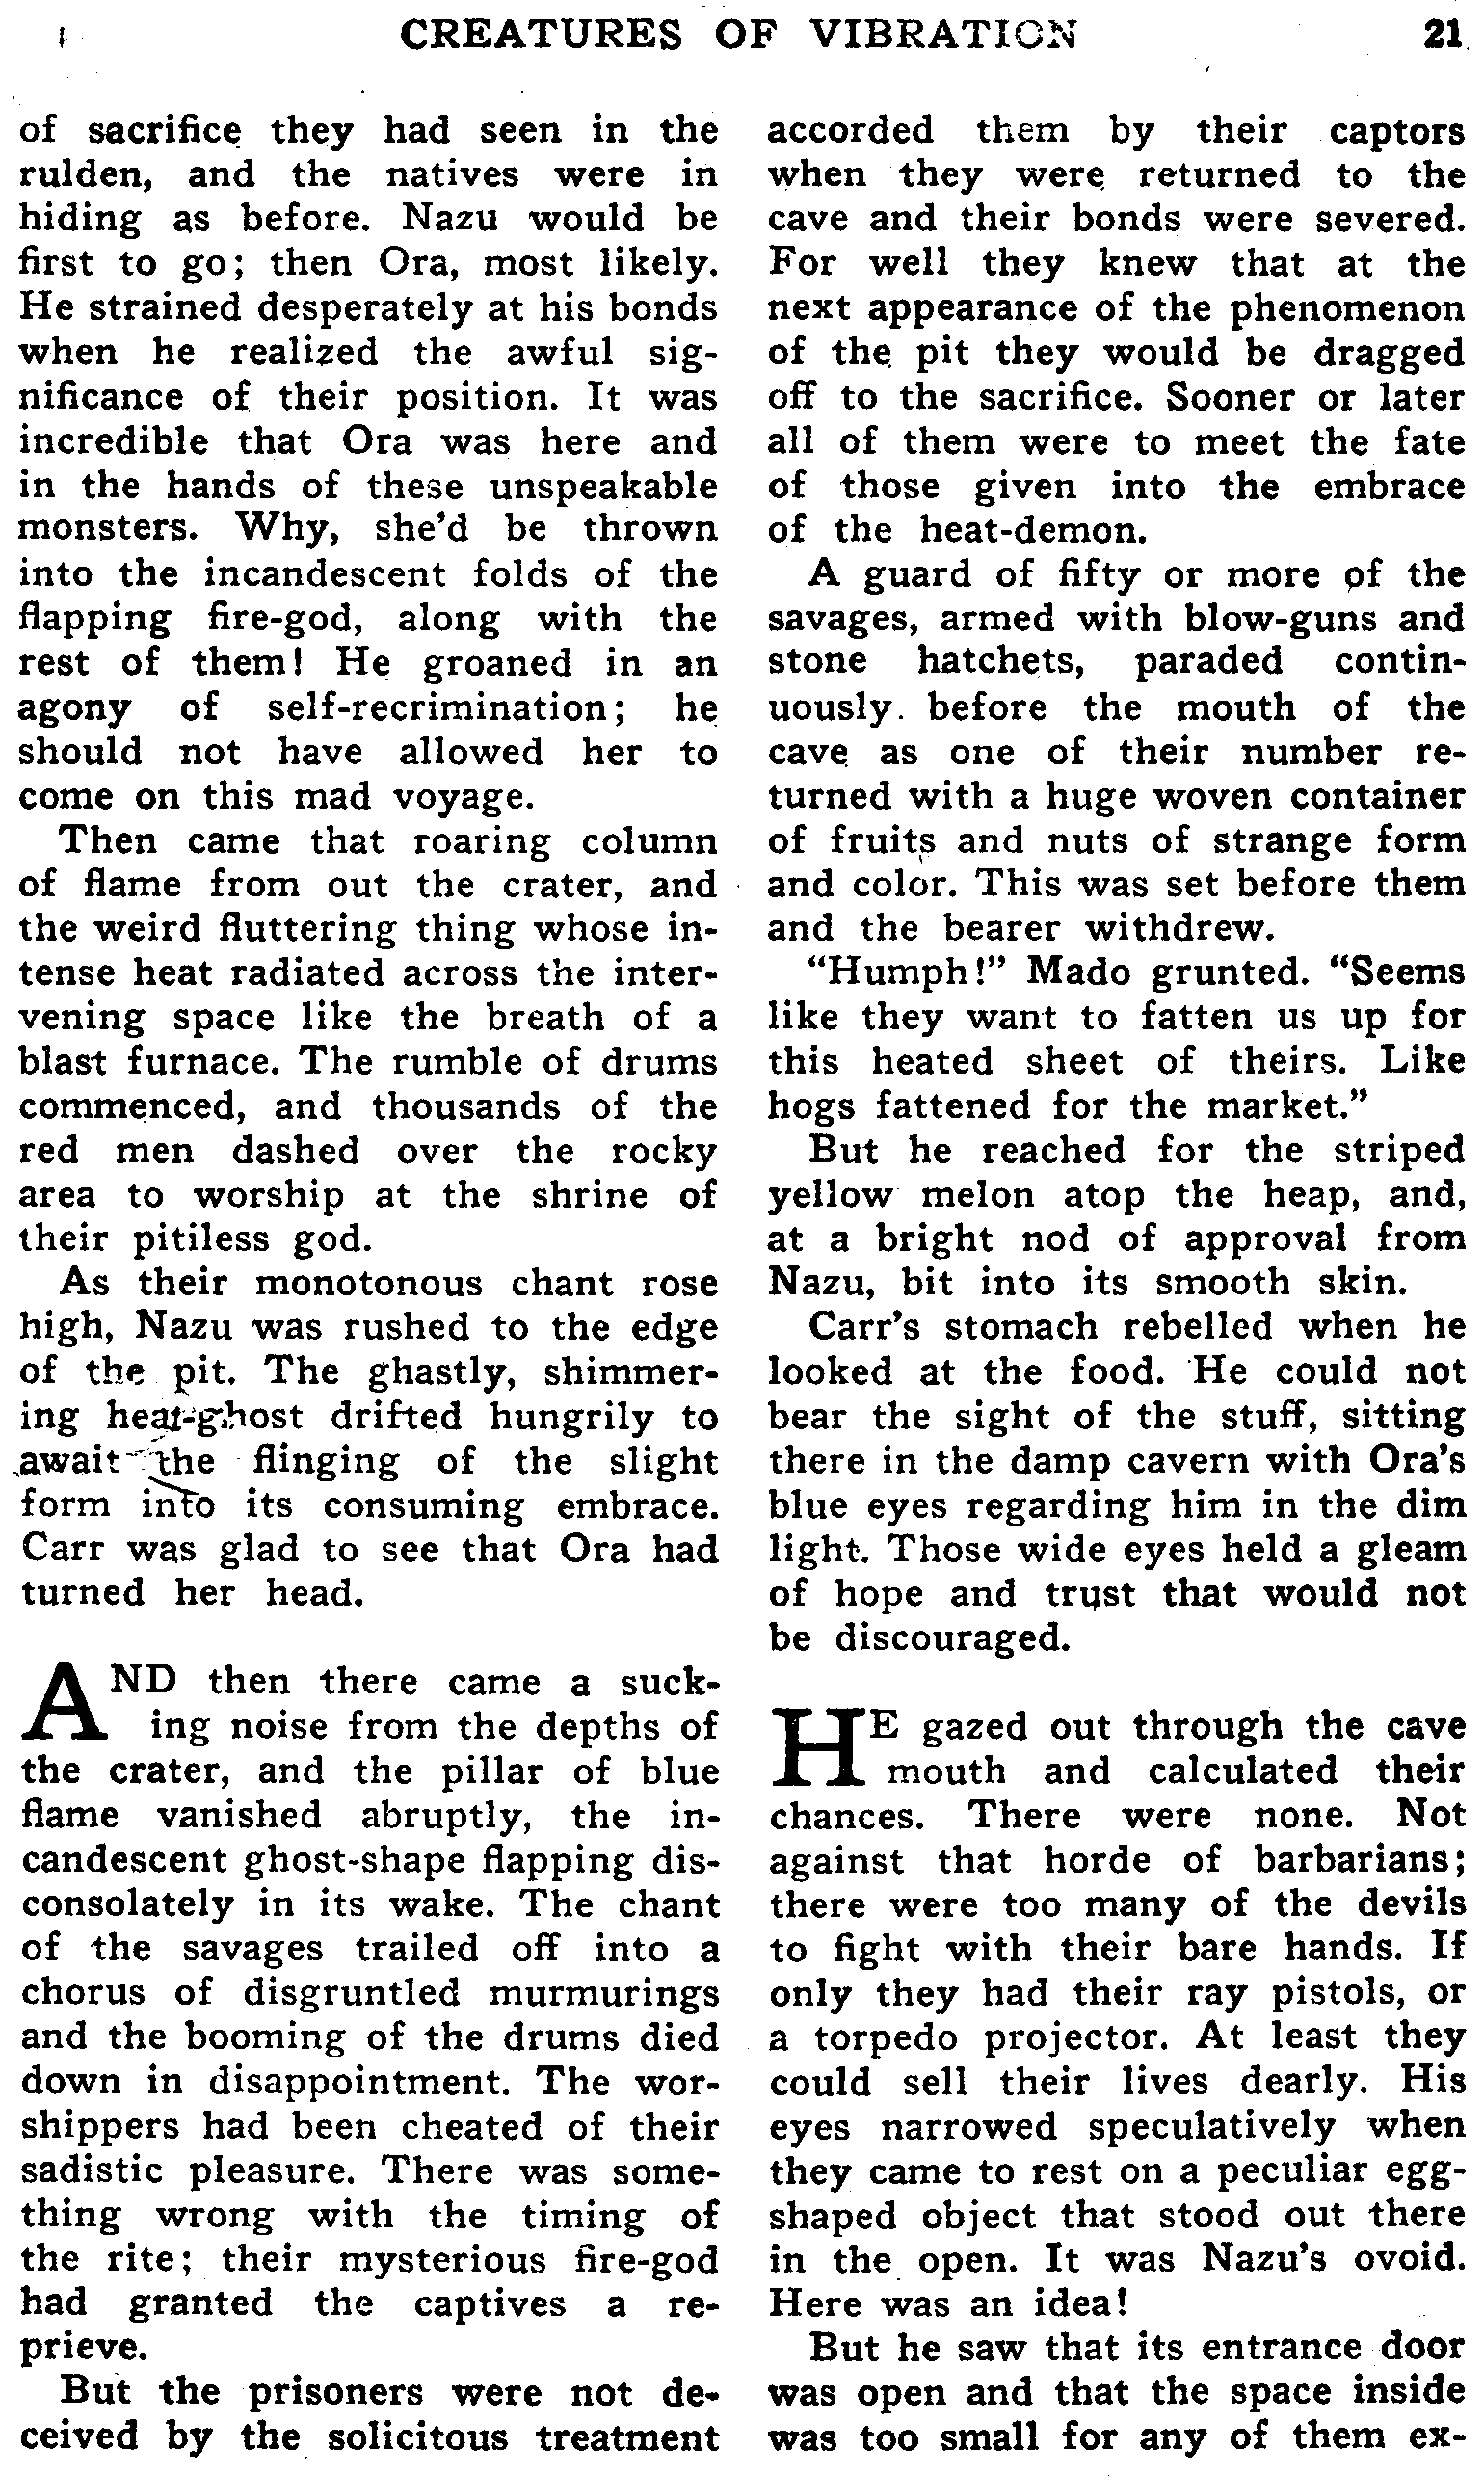 CREATURES OF VIBRATION 21
of sacrifice they had seen in the
rulden, and the natives were in
hiding as before. Nazu would be
first to go; then Ora, most likely.
He strained desperately at his bonds
when he realized the awful sig-
nificance of their position. It was
incredible that Ora was here and
in the hands of these unspeakable
monsters. Why, she'd be thrown
into the incandescent folds of the
flapping fire-god, along with the
rest of them! He groaned in an
agony of self-recrimination; he
should not have allowed her to
come on this mad voyage.
Then came that roaring column
of flame from out the crater, and
the weird fluttering thing whose in-
tense heat radiated across the inter-
vening space like the breath of a
blast furnace. The rumble of drums
commenced, and thousands of the
red men dashed over the rocky
area to worship at the shrine of
their pitiless god.
As their monotonous chant rose
high, Nazu was rushed to the edge
of the pit. The ghastly, shimmer-
ing heat-ghost drifted hungrily to
await the flinging of the slight
form into its consuming embrace.
Carr was glad to see that Ora had
turned her head.
AND then there came a suck-
ing noise from the depths of
the crater, and the pillar of blue
flame vanished abruptly, the in-
candescent ghost-shape flapping dis-
consolately in its wake. The chant
of the savages trailed off into a
chorus of disgruntled murmurings
and the booming of the drums died
down in disappointment. The wor-
shippers had been cheated of their
sadistic pleasure. There was some-
thing wrong with the timing of
the rite; their mysterious fire-god
had granted the captives a re-
prieve.
But the prisoners were not de-
ceived by the solicitous treatment
accorded them by their captors
when they were returned to the
cave and their bonds were severed.
For well they knew that at the
next appearance of the phenomenon
of the pit they would be dragged
off to the sacrifice. Sooner or later
all of them were to meet the fate
of those given into the embrace
of the heat-demon.
A guard of fifty or more of the
savages, armed with blow-guns and
stone hatchets, paraded contin-
uously before the mouth of the
cave as one of their number re-
turned with a huge woven container
of fruits and nuts of strange form
and color. This was set before them
and the bearer withdrew.
"Humph!" Mado grunted. "Seems
like they want to fatten us up for
this heated sheet of theirs. Like
hogs fattened for the market."
But he reached for the striped
yellow melon atop the heap, and,
at a bright nod of approval from
Nazu, bit into its smooth skin.
Carr's stomach rebelled when he
looked at the food. He could not
bear the sight of the stuff, sitting
there in the damp cavern with Ora's
blue eyes regarding him in the dim
light. Those wide eyes held a gleam
of hope and trust that would not
be discouraged.
HE gazed out through the cave
mouth and calculated their
chances. There were none. Not
against that horde of barbarians;
there were too many of the devils
to fight with their bare hands. If
only they had their ray pistols, or
a torpedo projector. At least they
could sell their lives dearly. His
eyes narrowed speculatively when
they came to rest on a peculiar egg-
shaped object that stood out there
in the open. It was Nazu's ovoid.
Here was an idea!
But he saw that its entrance door
was open and that the space inside
was too small for any of them ex-